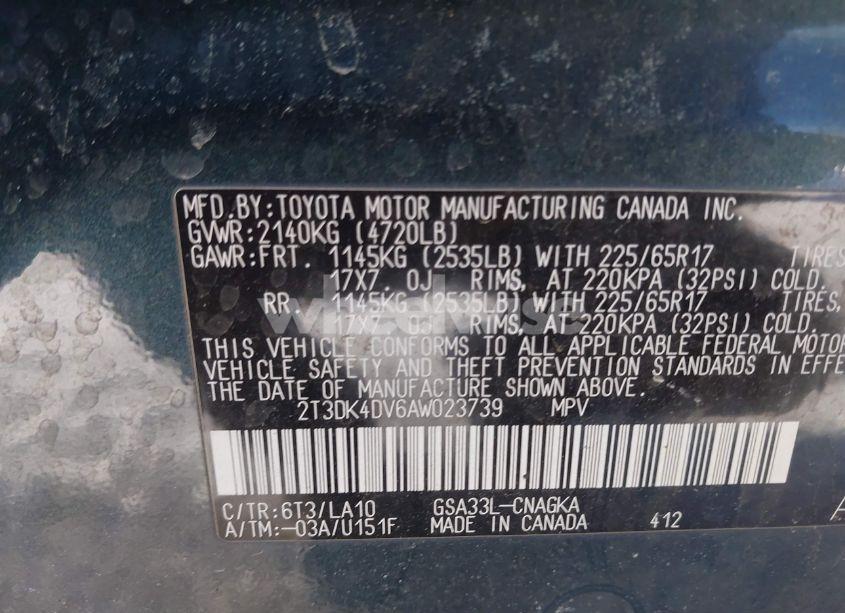 MFD.BY:TOYOTA MOTOR MANUFACTURING CANADA INC.
GVWR:2140KG (4720LB)
GAWR:FRT. 1145KG (2535LB) WITH 225/65R17 TIRES
17X7. 0J RIMS, AT 220KPA (32PSI) COLD.
RR. 1145KG (2535LB) WITH 225/65R17 TIRES,
17X7. 0J RIMS, AT 220KPA (32PSI) COLD.
THIS VEHICLE CONFORMS TO ALL APPLICABLE FEDERAL MOTOR
VEHICLE SAFETY AND THEFT PREVENTION STANDARDS IN EFFE
THE DATE OF MANUFACTURE SHOWN ABOVE.
2T3DK4DV6AW023739 MPV
C/TR:6T3/LA10 GSA33L-CNAGKA
A/TM:-03A/U151F MADE IN CANADA 412 A